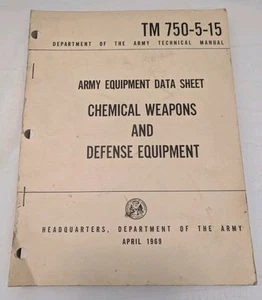 TM 750-5-15
DEPARTMENT OF THE ARMY TECHNICAL MANUAL
ARMY EQUIPMENT DATA SHEET
CHEMICAL WEAPONS
AND
DEFENSE EQUIPMENT
HEADQUARTERS, DEPARTMENT OF THE ARMY
APRIL 1969